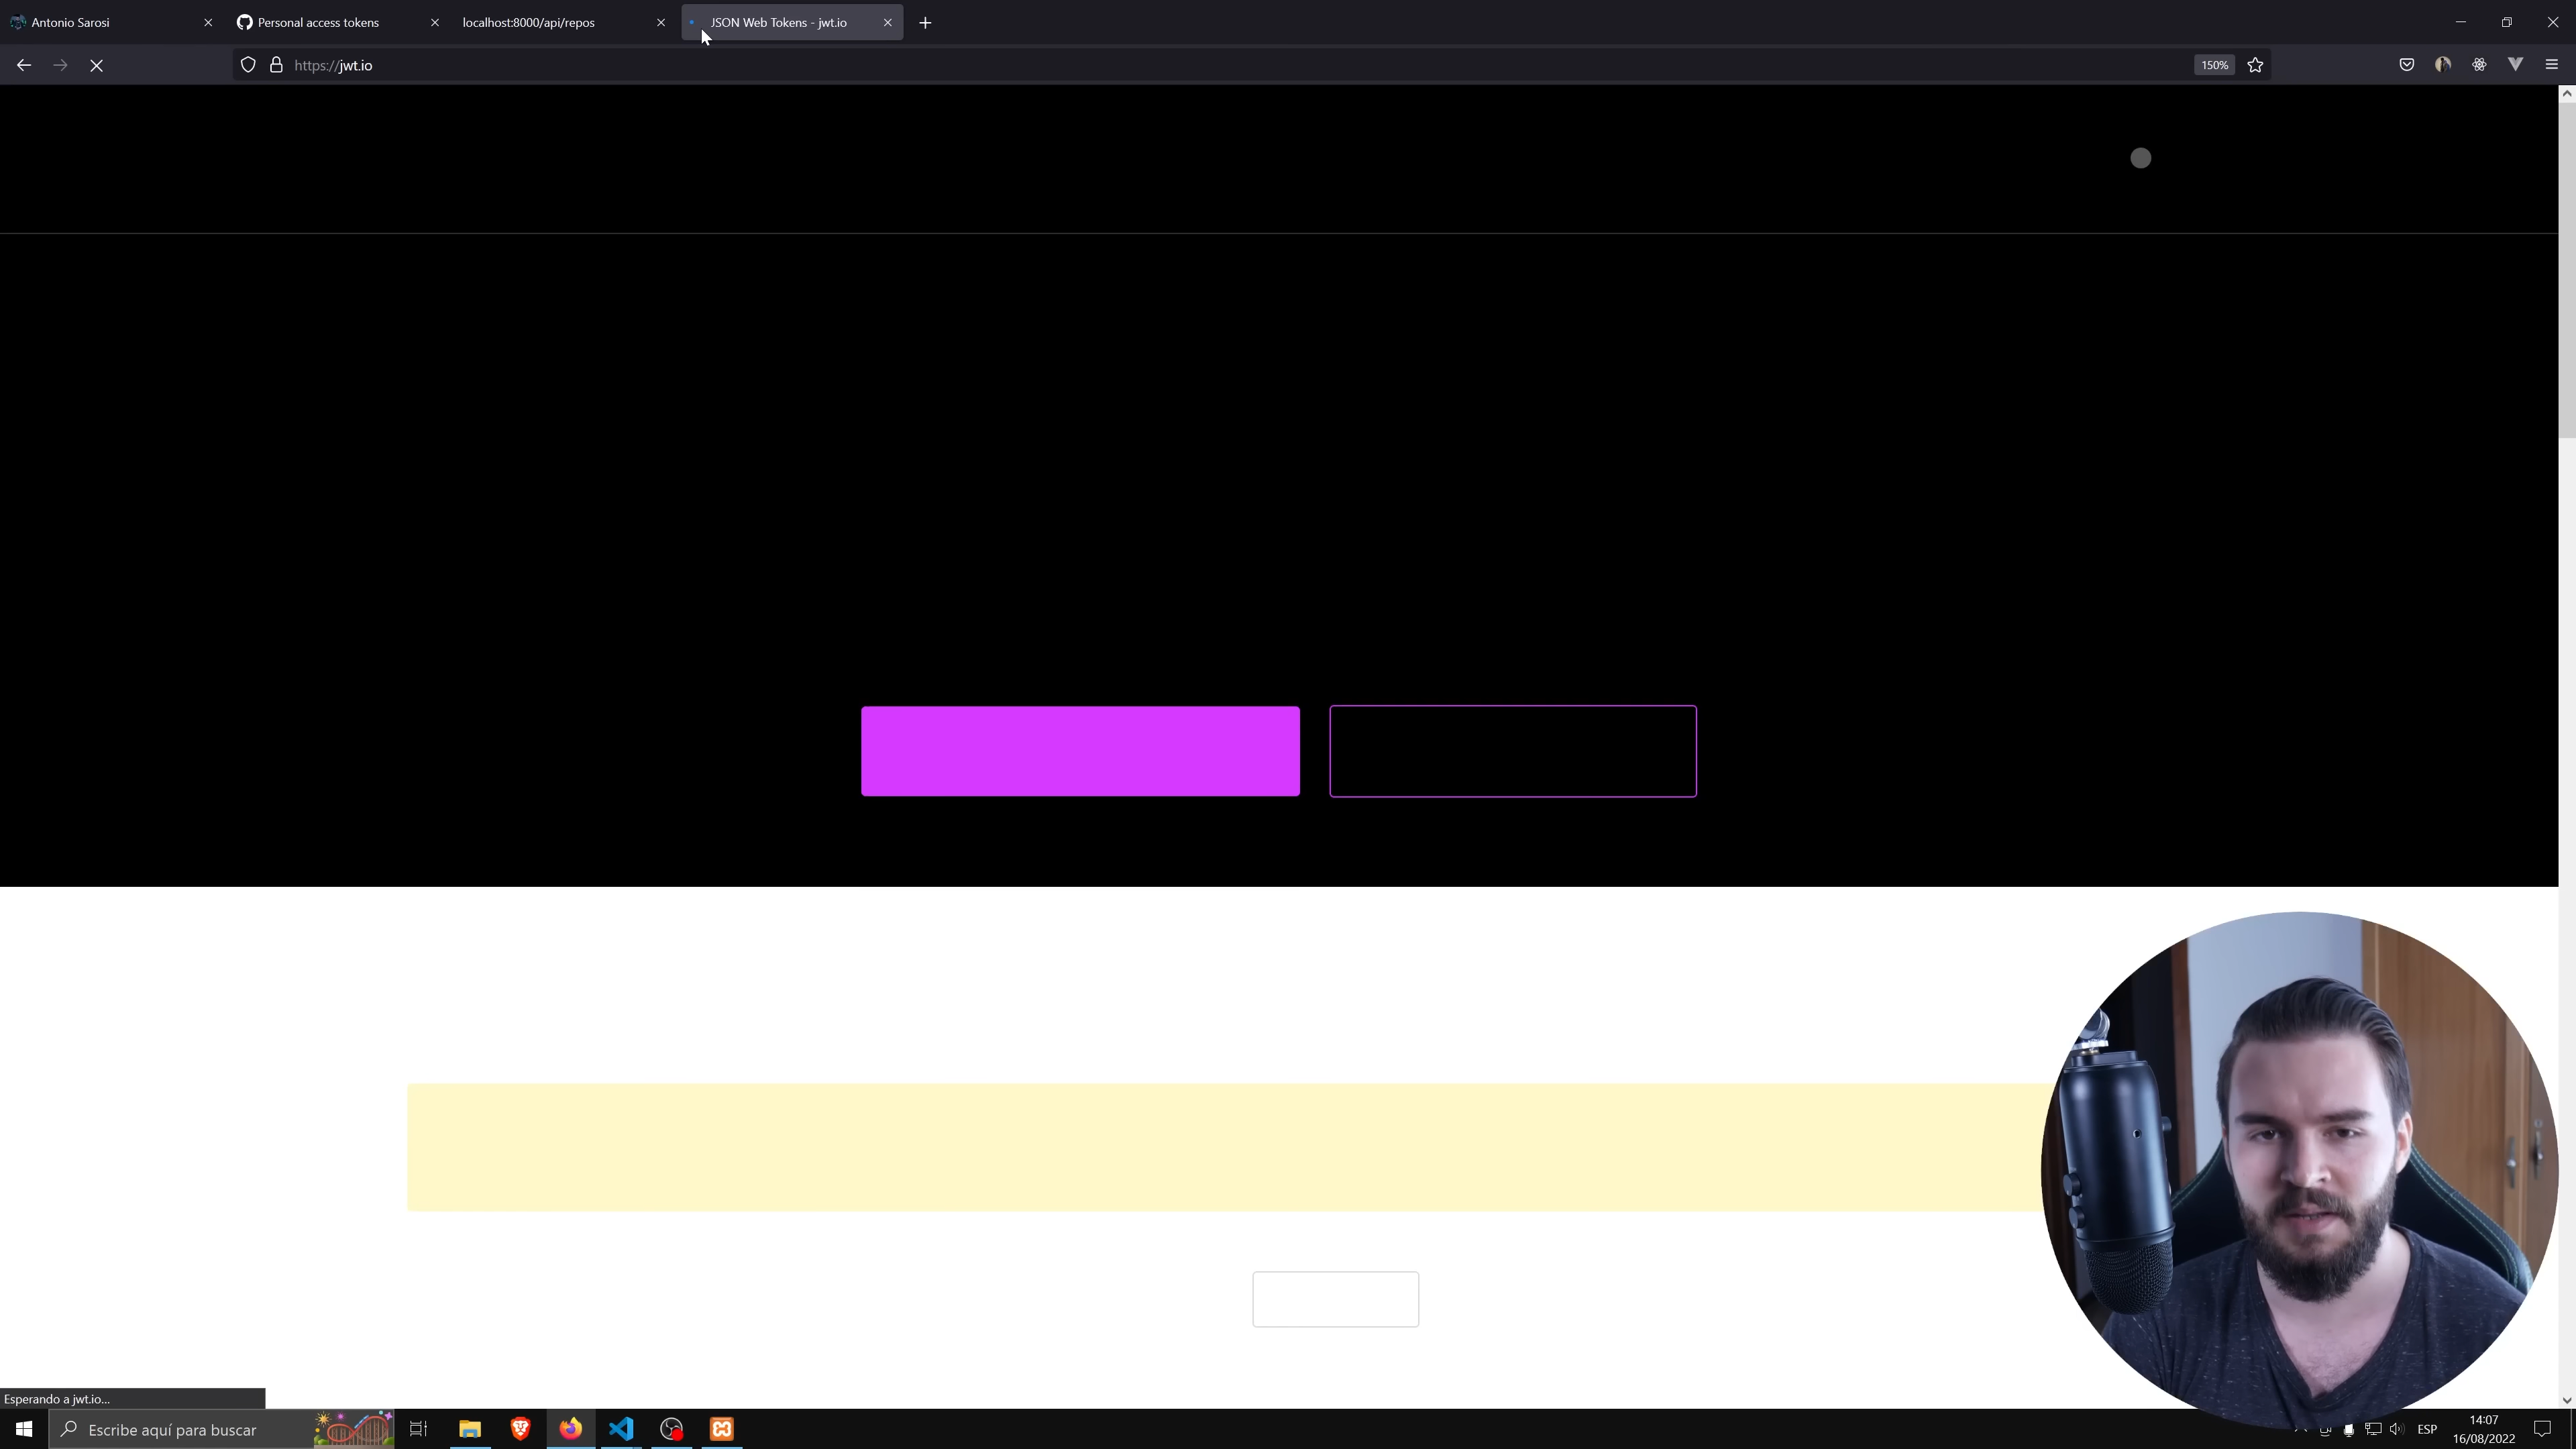 Antonio Sarosi
Personal access tokens
localhost:8000/api/repos
JSON Web Tokens - jwt.io
https://jwt.io
150%
Esperando a jwt.io...
Escribe aquí para buscar
ESP
14:07
16/08/2022